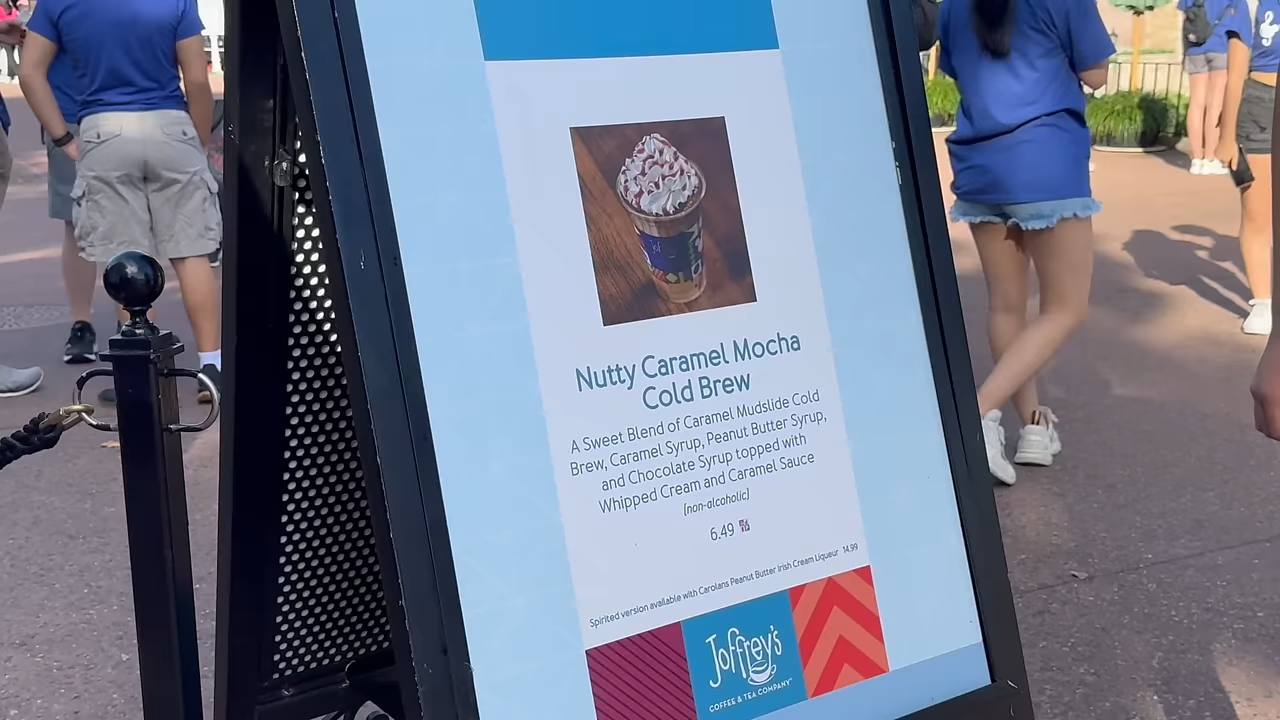 Nutty Caramel Mocha
Cold Brew
A Sweet Blend of Caramel Mudslide Cold
Brew, Caramel Syrup, Peanut Butter Syrup,
and Chocolate Syrup topped with
Whipped Cream and Caramel Sauce
(non-alcoholic)
6.49
Spirited version available with Carolans Peanut Butter Irish Cream Liqueur 14.99
Joffrey's
COFFEE & TEA COMPANY